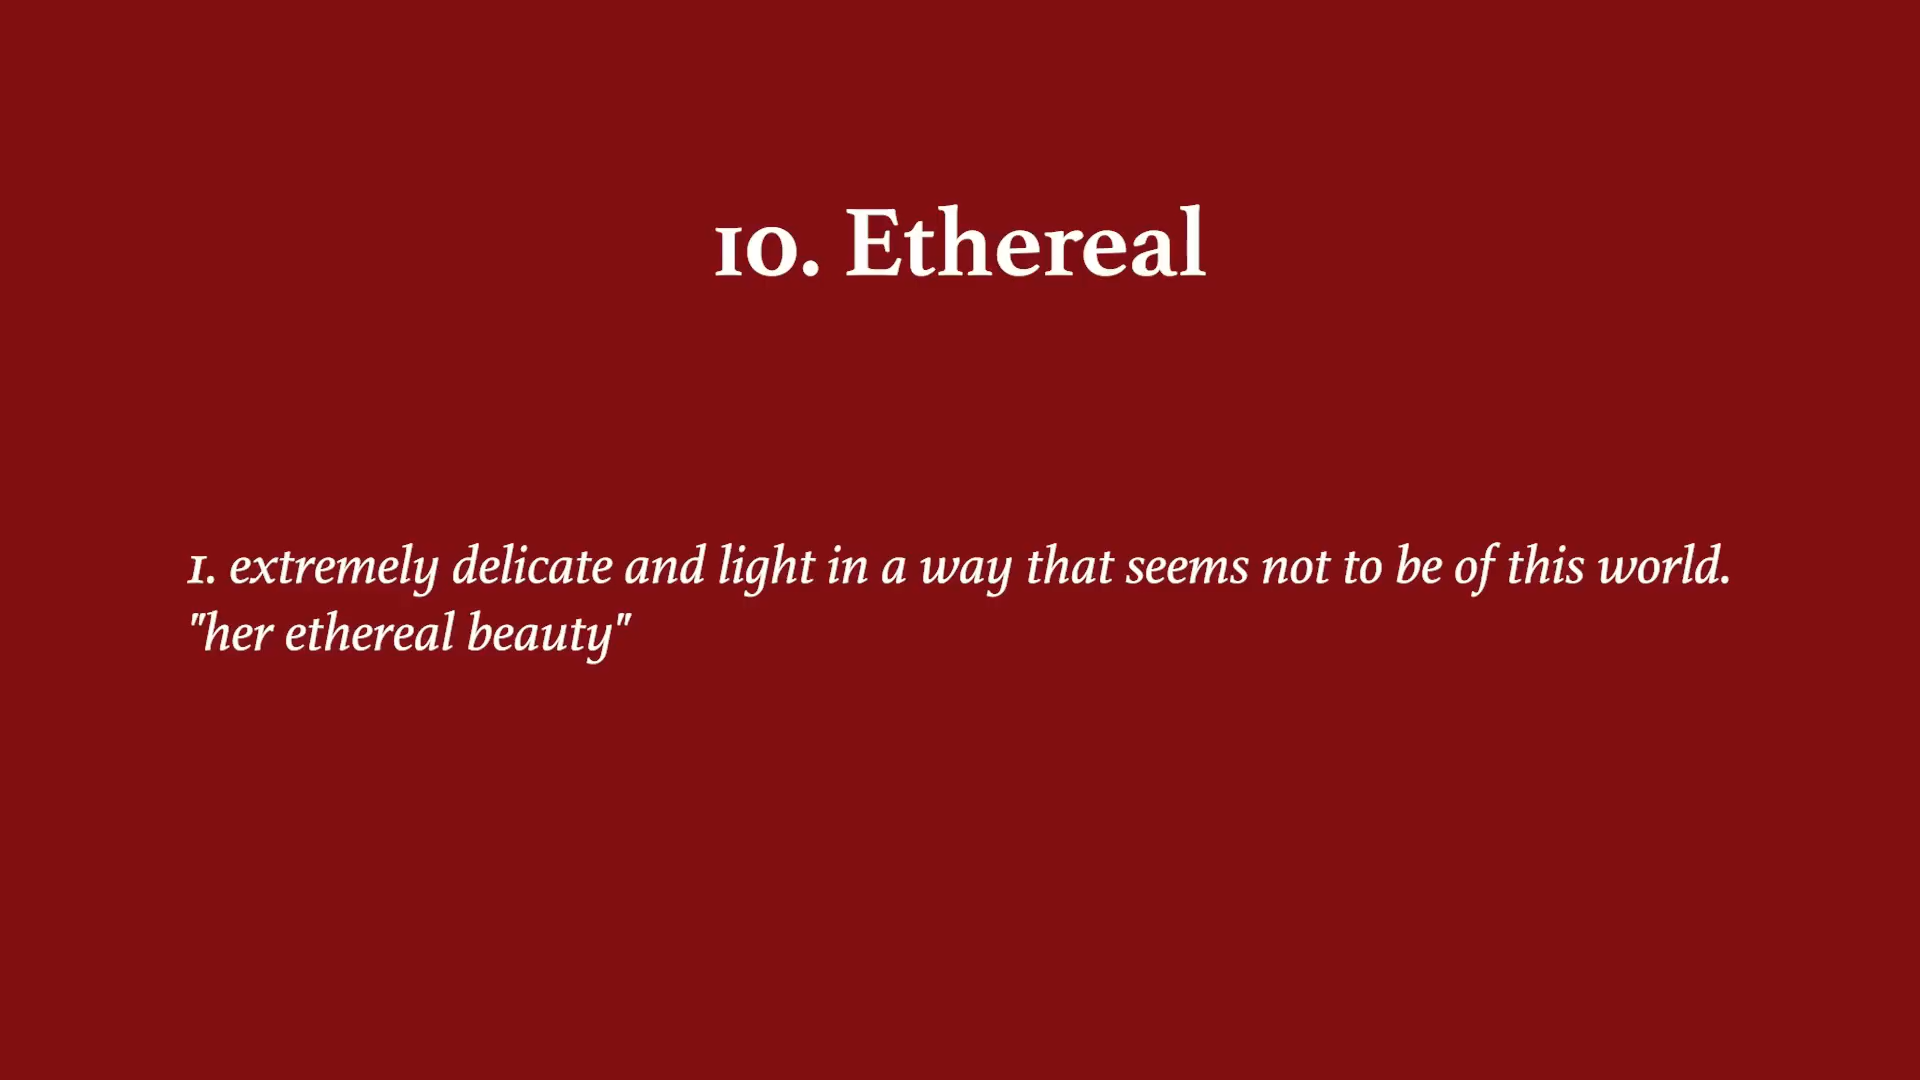 10. Ethereal
1. extremely delicate and light in a way that seems not to be of this world.
"her ethereal beauty"